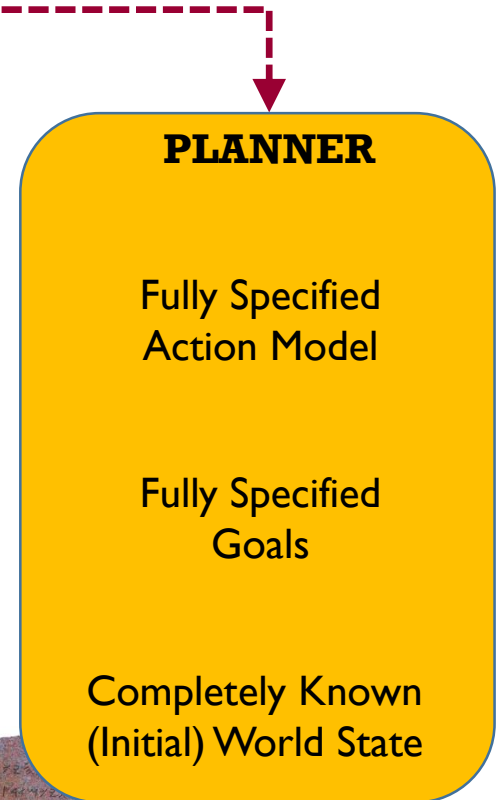 PLANNER
Fully Specified
Action Model
Fully Specified
Goals
Completely Known
(Initial) World State